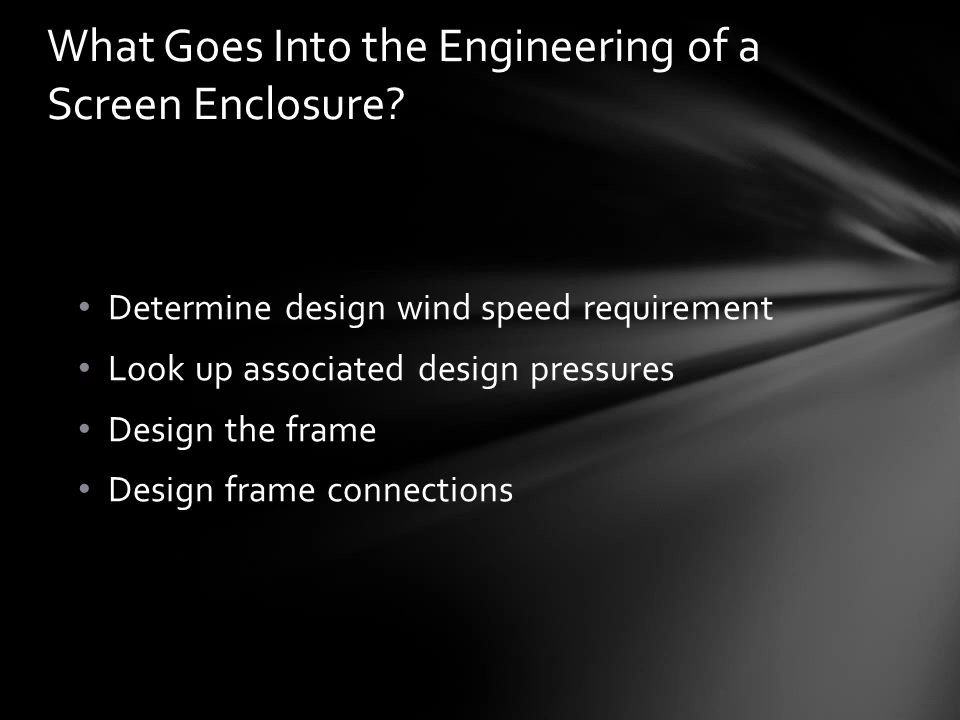 What Goes Into the Engineering of a
Screen Enclosure?
• Determine design wind speed requirement
• Look up associated design pressures
• Design the frame
• Design frame connections